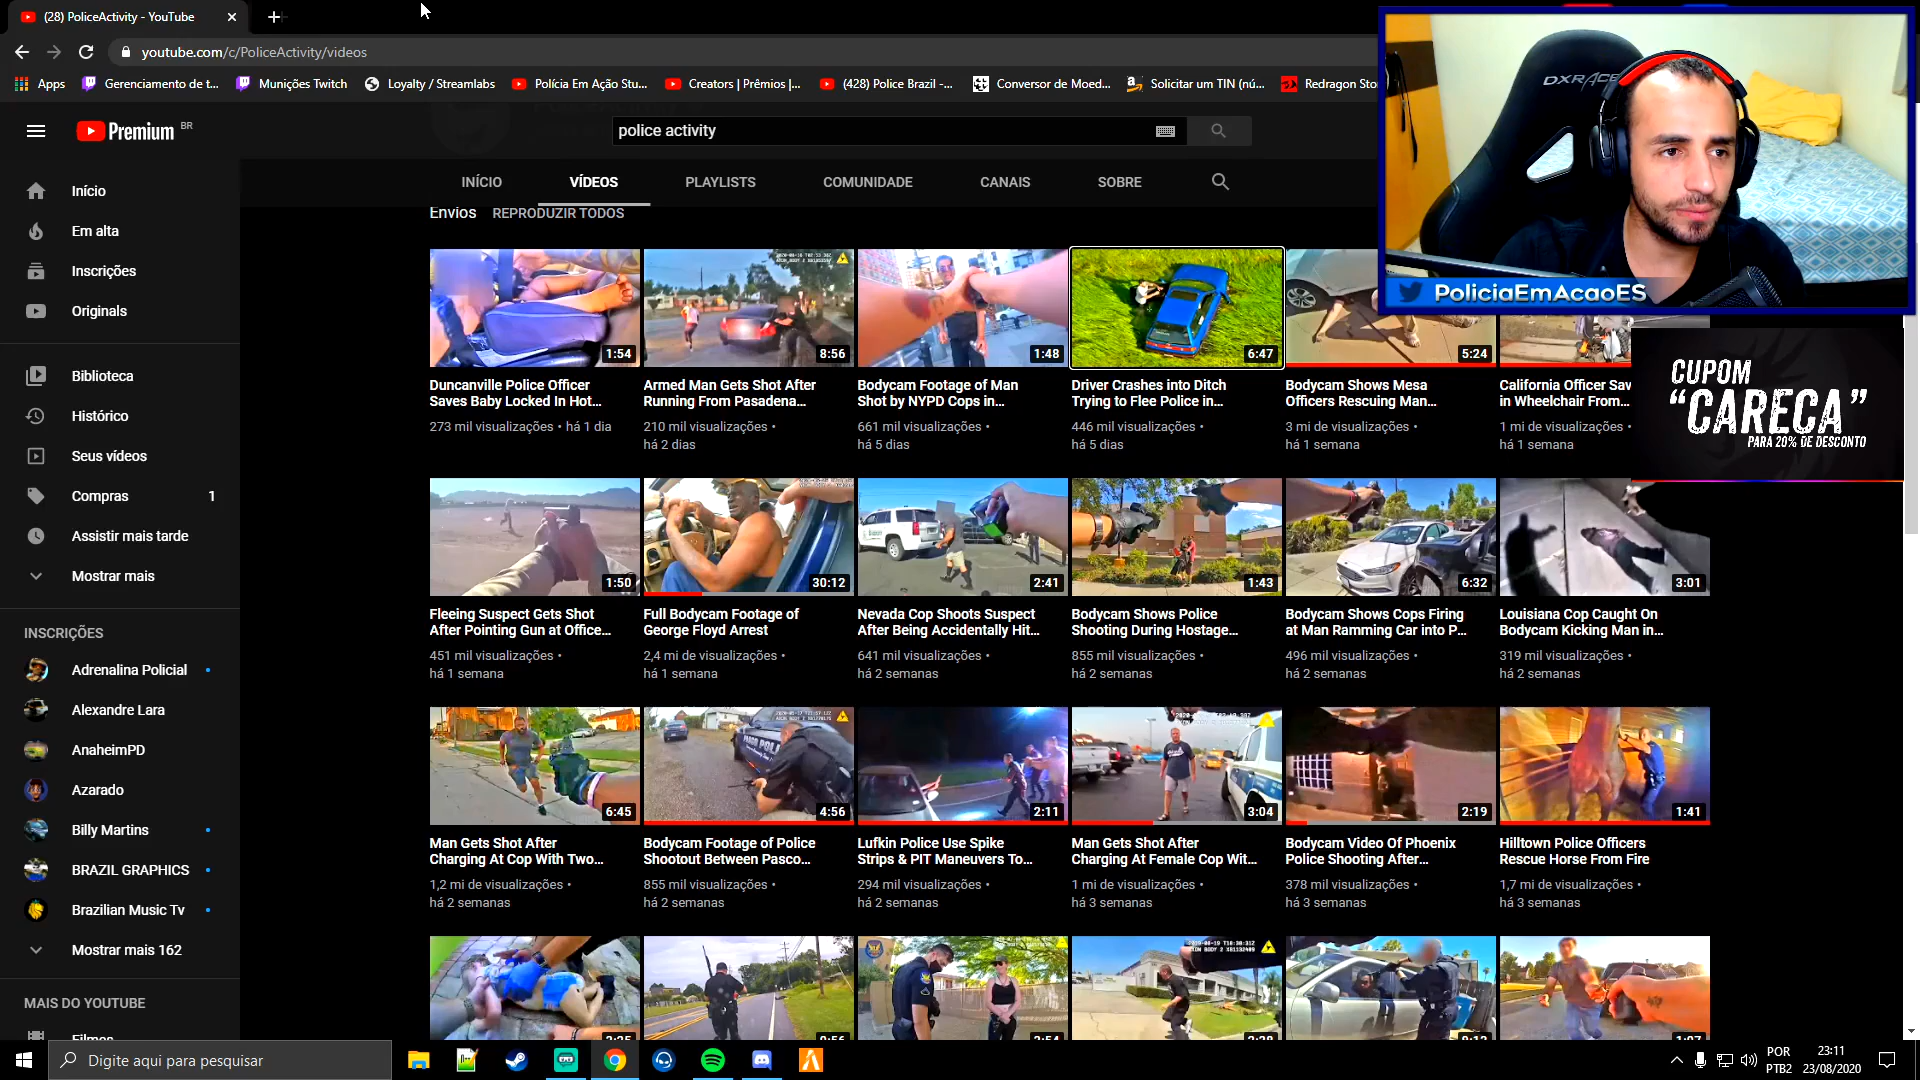 (28) PoliceActivity - YouTube
youtube.com/c/PoliceActivity/videos
Apps
Gerenciamento de t...
Munições Twitch
Loyalty / Streamlabs
Polícia Em Ação Stu...
Creators | Prêmios |...
(428) Police Brazil -...
Conversor de Moed...
Solicitar um TIN (nú...
Redragon Sto
DXRACE
Premium BR
police activity
INÍCIO
VÍDEOS
PLAYLISTS
COMUNIDADE
CANAIS
SOBRE
Envios
REPRODUZIR TODOS
PoliciaEmAcaoES
CUPOM
“CARECA”
PARA 20% DE DESCONTO
Início
Em alta
Inscrições
Originals
Biblioteca
Histórico
Seus vídeos
Compras 1
Assistir mais tarde
Mostrar mais
INSCRIÇÕES
Adrenalina Policial
Alexandre Lara
AnaheimPD
Azarado
Billy Martins
BRAZIL GRAPHICS
Brazilian Music Tv
Mostrar mais 162
MAIS DO YOUTUBE
Filmes
1:54
Duncanville Police Officer
Saves Baby Locked In Hot...
273 mil visualizações • há 1 dia
8:56
Armed Man Gets Shot After
Running From Pasadena...
210 mil visualizações •
há 2 dias
1:48
Bodycam Footage of Man
Shot by NYPD Cops in...
661 mil visualizações •
há 5 dias
6:47
Driver Crashes into Ditch
Trying to Flee Police in...
446 mil visualizações •
há 5 dias
5:24
Bodycam Shows Mesa
Officers Rescuing Man...
3 mi de visualizações •
há 1 semana
California Officer Sav
in Wheelchair From...
1 mi de visualizações •
há 1 semana
1:50
Fleeing Suspect Gets Shot
After Pointing Gun at Office...
451 mil visualizações •
há 1 semana
30:12
Full Bodycam Footage of
George Floyd Arrest
2,4 mi de visualizações •
há 1 semana
2:41
Nevada Cop Shoots Suspect
After Being Accidentally Hit...
641 mil visualizações •
há 2 semanas
1:43
Bodycam Shows Police
Shooting During Hostage...
855 mil visualizações •
há 2 semanas
6:32
Bodycam Shows Cops Firing
at Man Ramming Car into P...
496 mil visualizações •
há 2 semanas
3:01
Louisiana Cop Caught On
Bodycam Kicking Man in...
319 mil visualizações •
há 2 semanas
6:45
Man Gets Shot After
Charging At Cop With Two...
1,2 mi de visualizações •
há 2 semanas
4:56
Bodycam Footage of Police
Shootout Between Pasco...
855 mil visualizações •
há 2 semanas
2:11
Lufkin Police Use Spike
Strips & PIT Maneuvers To...
294 mil visualizações •
há 2 semanas
3:04
Man Gets Shot After
Charging At Female Cop Wit...
1 mi de visualizações •
há 3 semanas
2:19
Bodycam Video Of Phoenix
Police Shooting After...
378 mil visualizações •
há 3 semanas
1:41
Hilltown Police Officers
Rescue Horse From Fire
1,7 mi de visualizações •
há 3 semanas
Digite aqui para pesquisar
POR
PTB2
23:11
23/08/2020